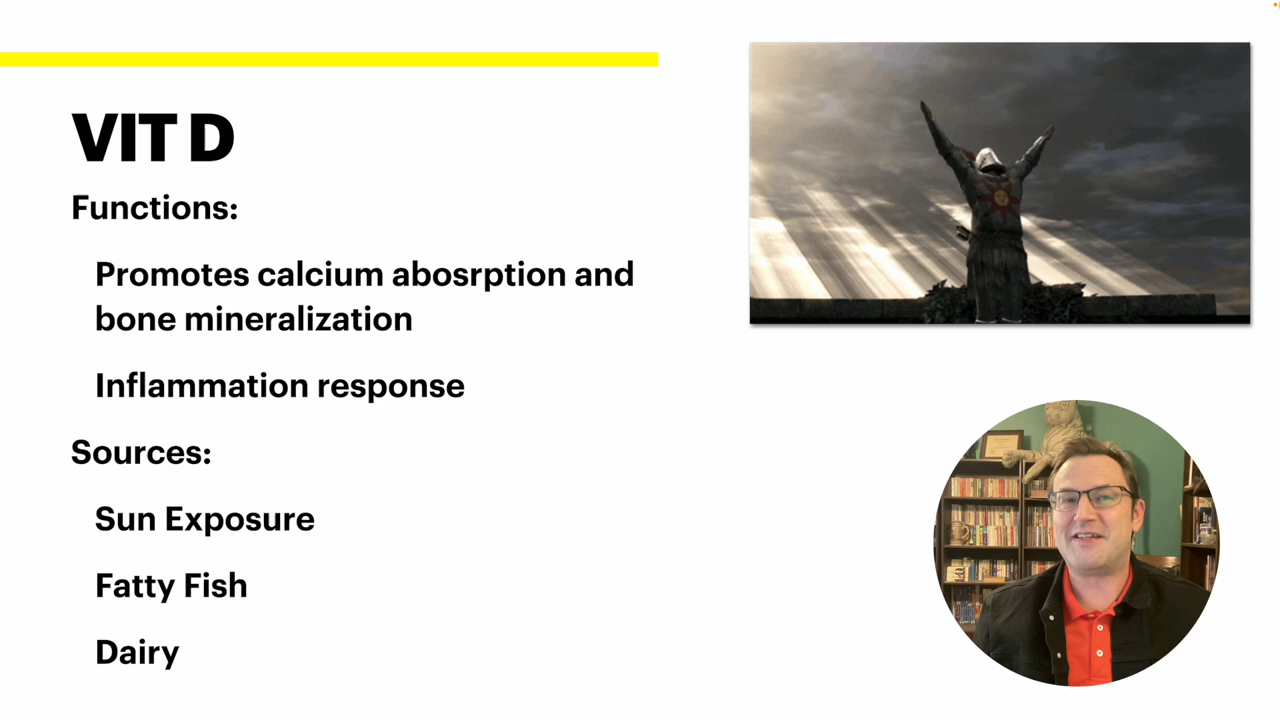 VIT D
Functions:
Promotes calcium abosrption and
bone mineralization
Inflammation response
Sources:
Sun Exposure
Fatty Fish
Dairy